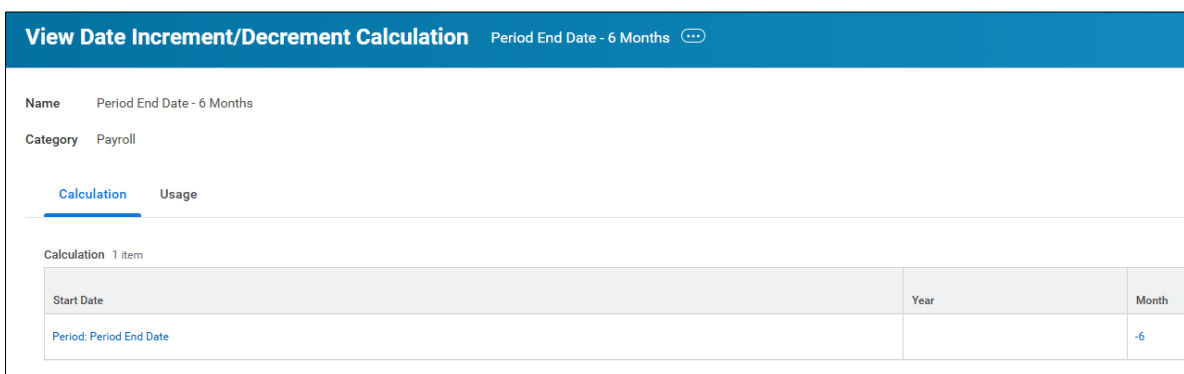 View Date Increment/Decrement Calculation Period End Date - 6 Months
Name Period End Date - 6 Months
Category Payroll
Calculation Usage
Calculation 1 item
Start Date Year Month
Period: Period End Date -6